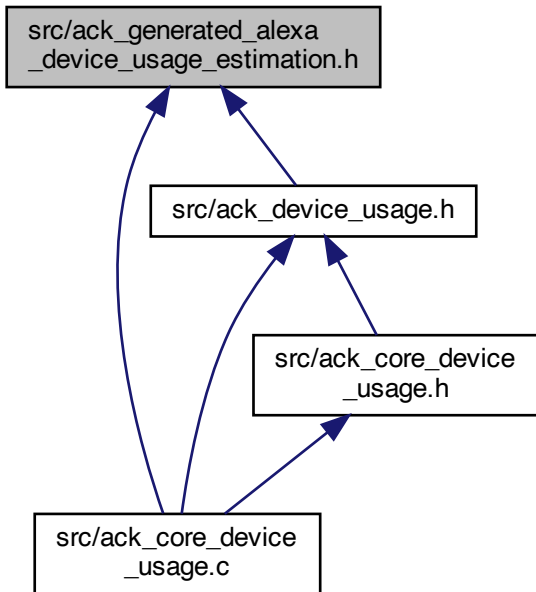 src/ack_generated_alexa
_device_usage_estimation.h
src/ack_device_usage.h
src/ack_core_device
_usage.h
src/ack_core_device
_usage.c